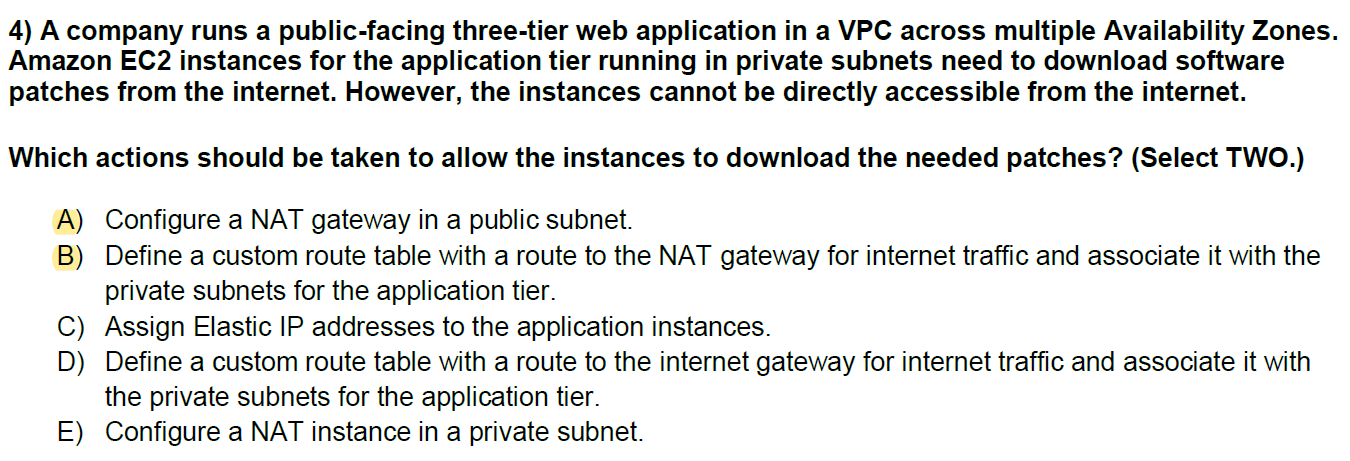 4) A company runs a public-facing three-tier web application in a VPC across multiple Availability Zones.
Amazon EC2 instances for the application tier running in private subnets need to download software
patches from the internet. However, the instances cannot be directly accessible from the internet.
Which actions should be taken to allow the instances to download the needed patches? (Select TWO.)
A) Configure a NAT gateway in a public subnet.
B) Define a custom route table with a route to the NAT gateway for internet traffic and associate it with the
private subnets for the application tier.
C) Assign Elastic IP addresses to the application instances.
D) Define a custom route table with a route to the internet gateway for internet traffic and associate it with
the private subnets for the application tier.
E) Configure a NAT instance in a private subnet.